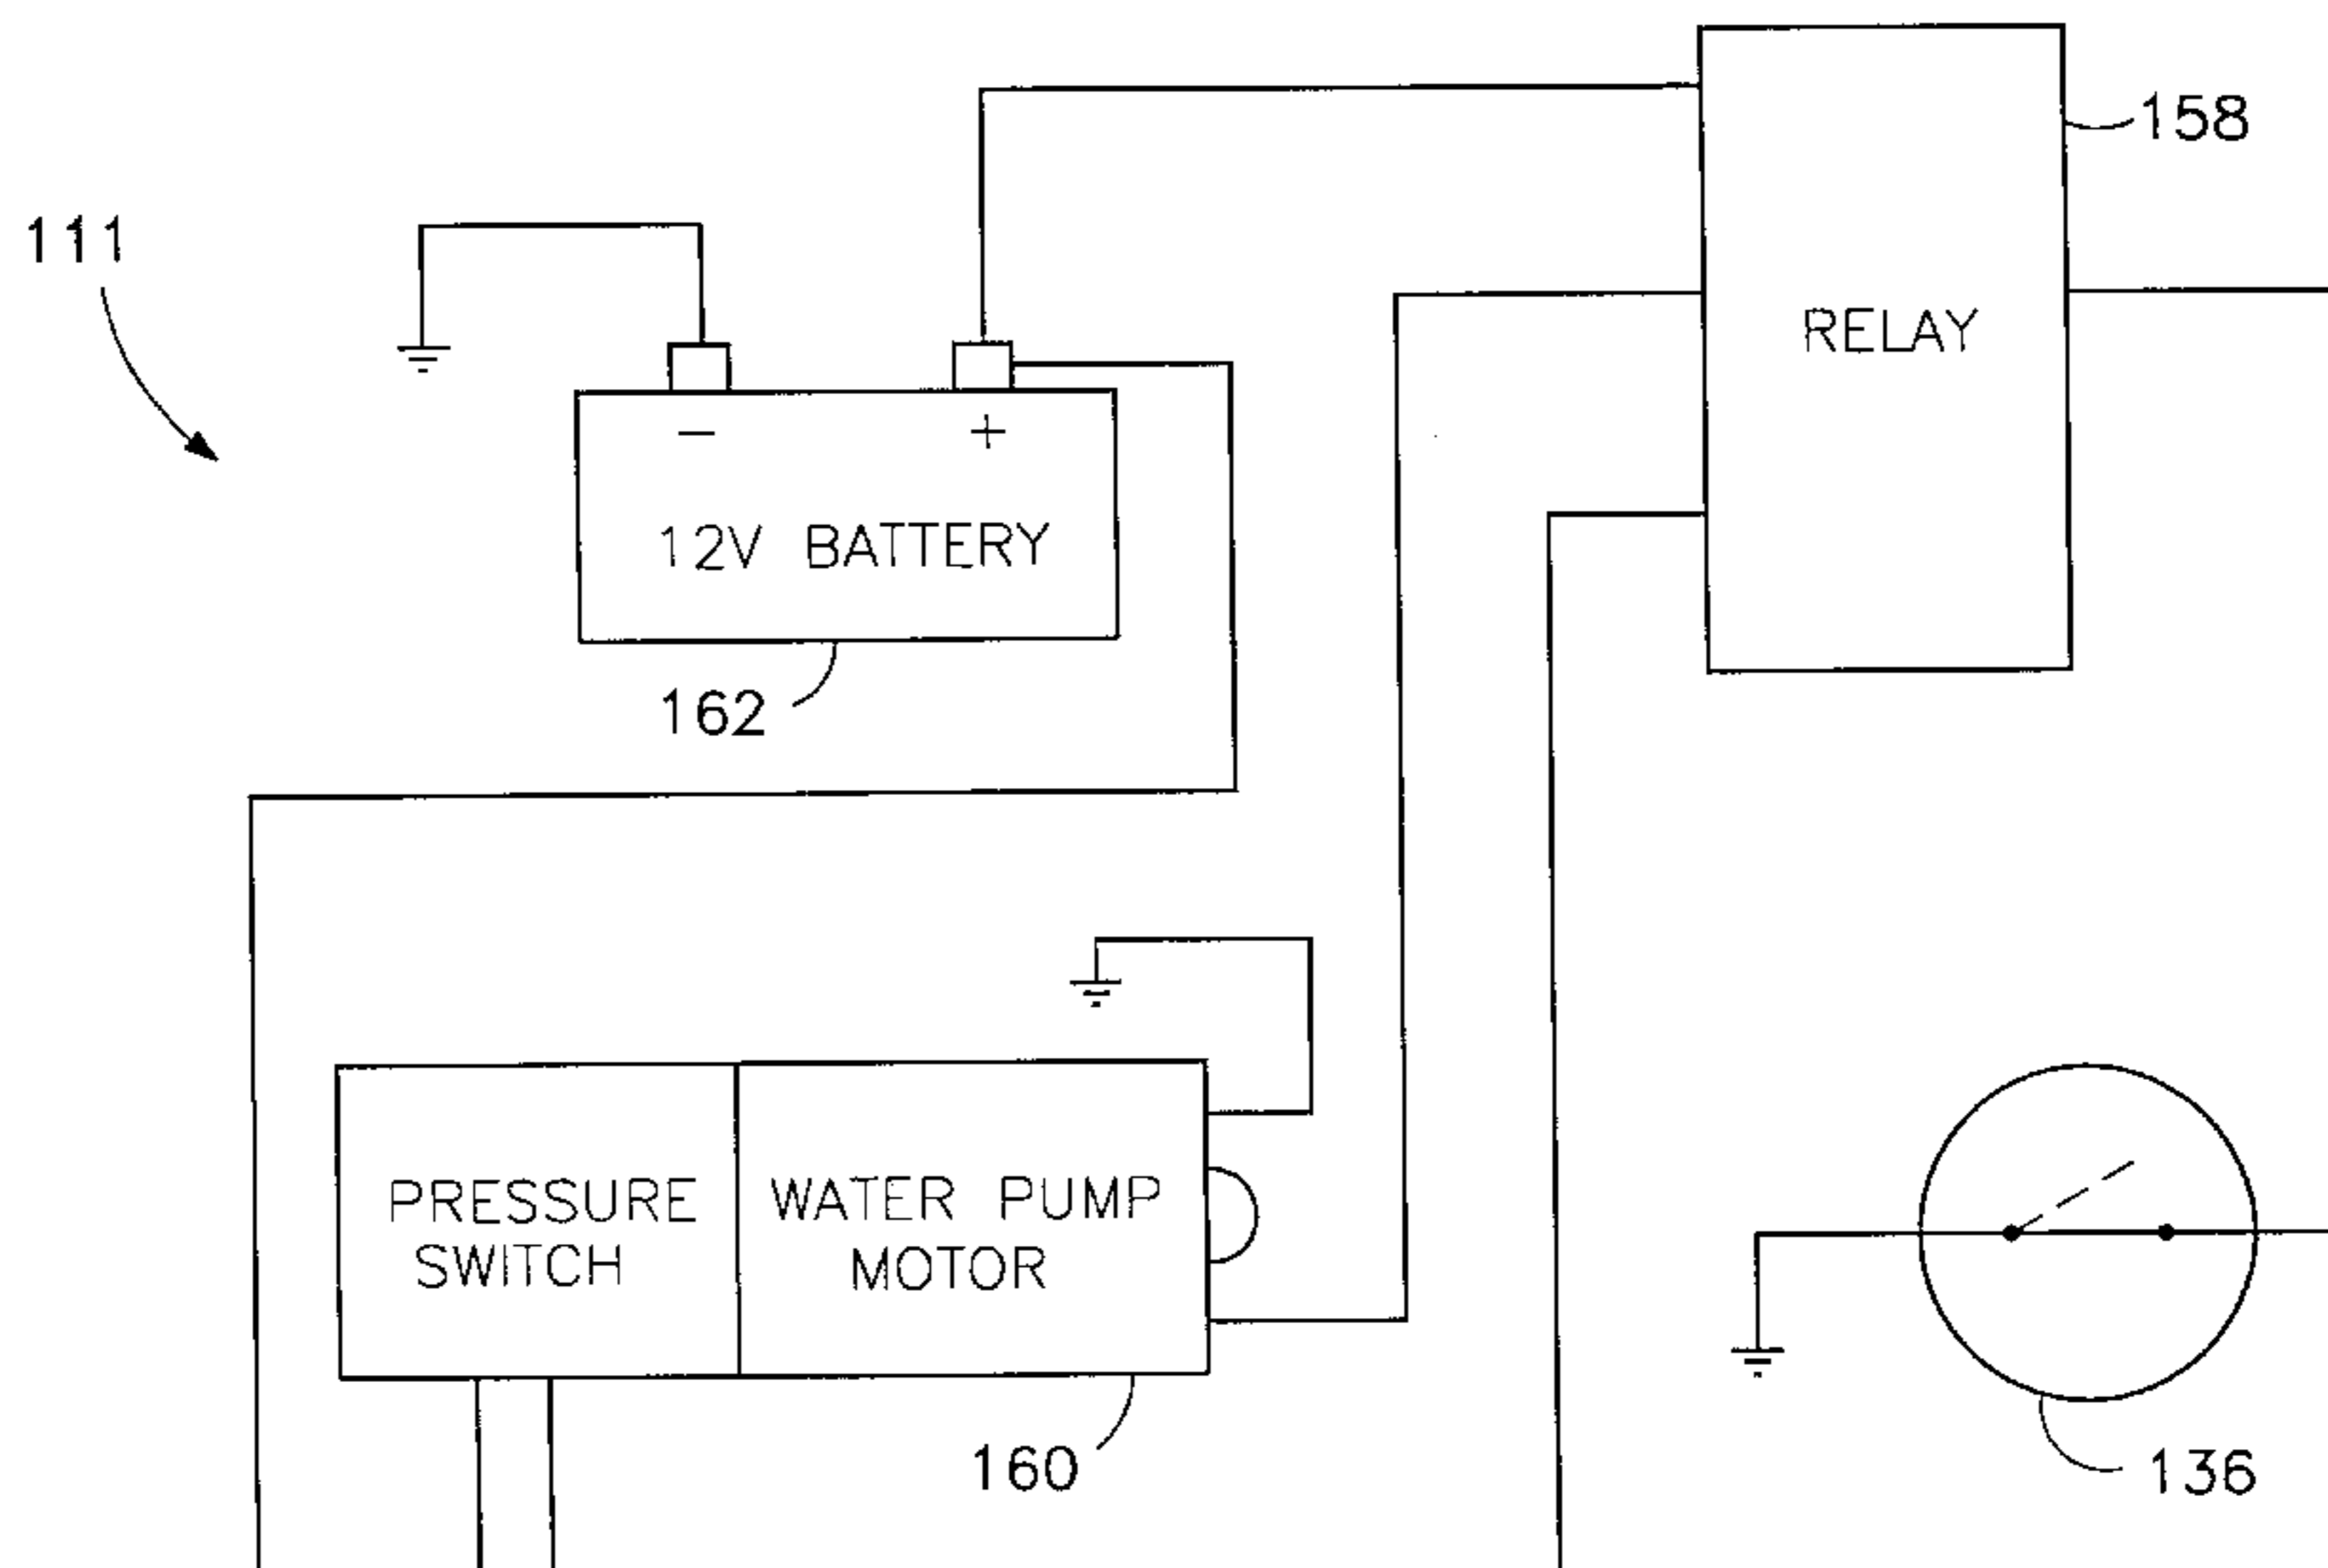 158
111
RELAY
− +
12V BATTERY
162
PRESSURE
SWITCH
WATER PUMP
MOTOR
160
136